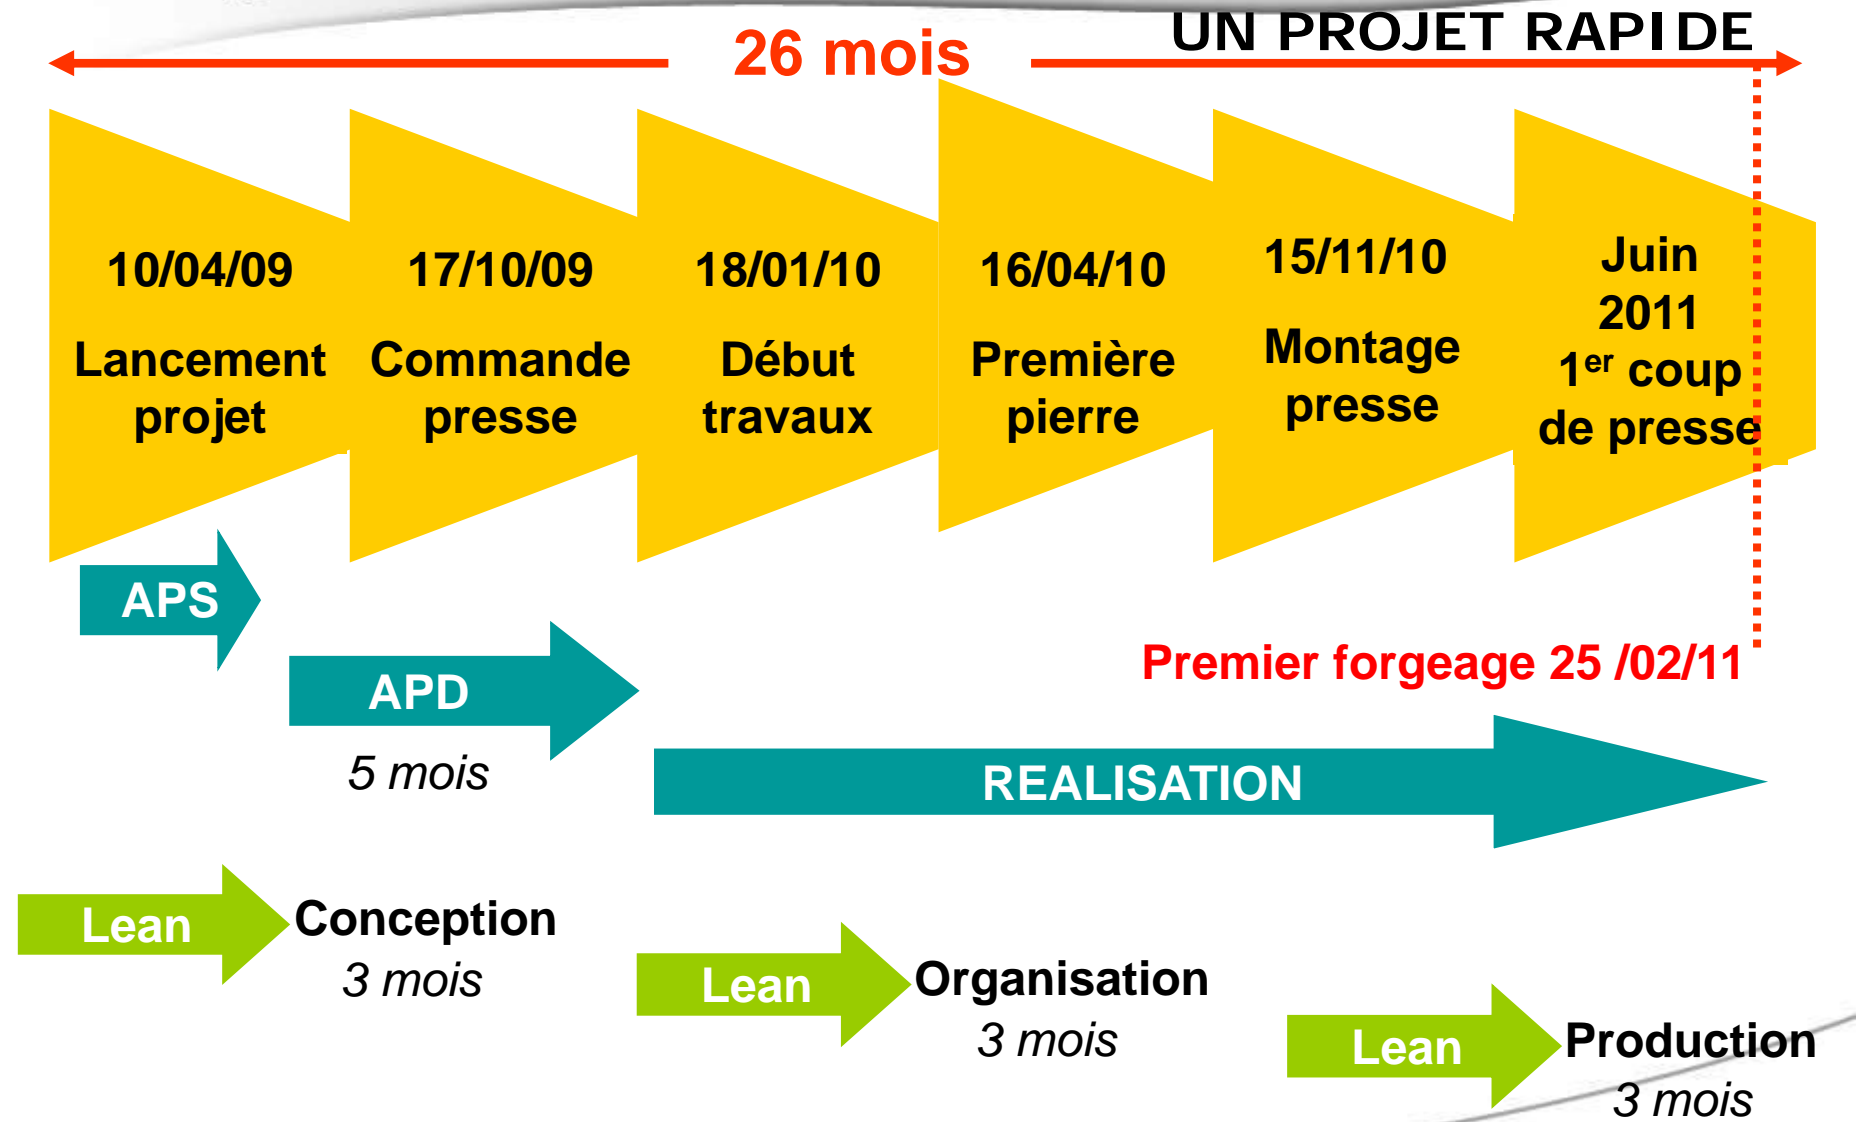 UN PROJET RAPIDE
26 mois
10/04/09
Lancement
projet
17/10/09
Commande
presse
18/01/10
Début
travaux
16/04/10
Première
pierre
15/11/10
Montage
presse
Juin
2011
1er coup
de presse
APS
Premier forgeage 25 /02/11
APD
5 mois
REALISATION
Lean
Conception
3 mois
Lean
Organisation
3 mois
Lean
Production
3 mois